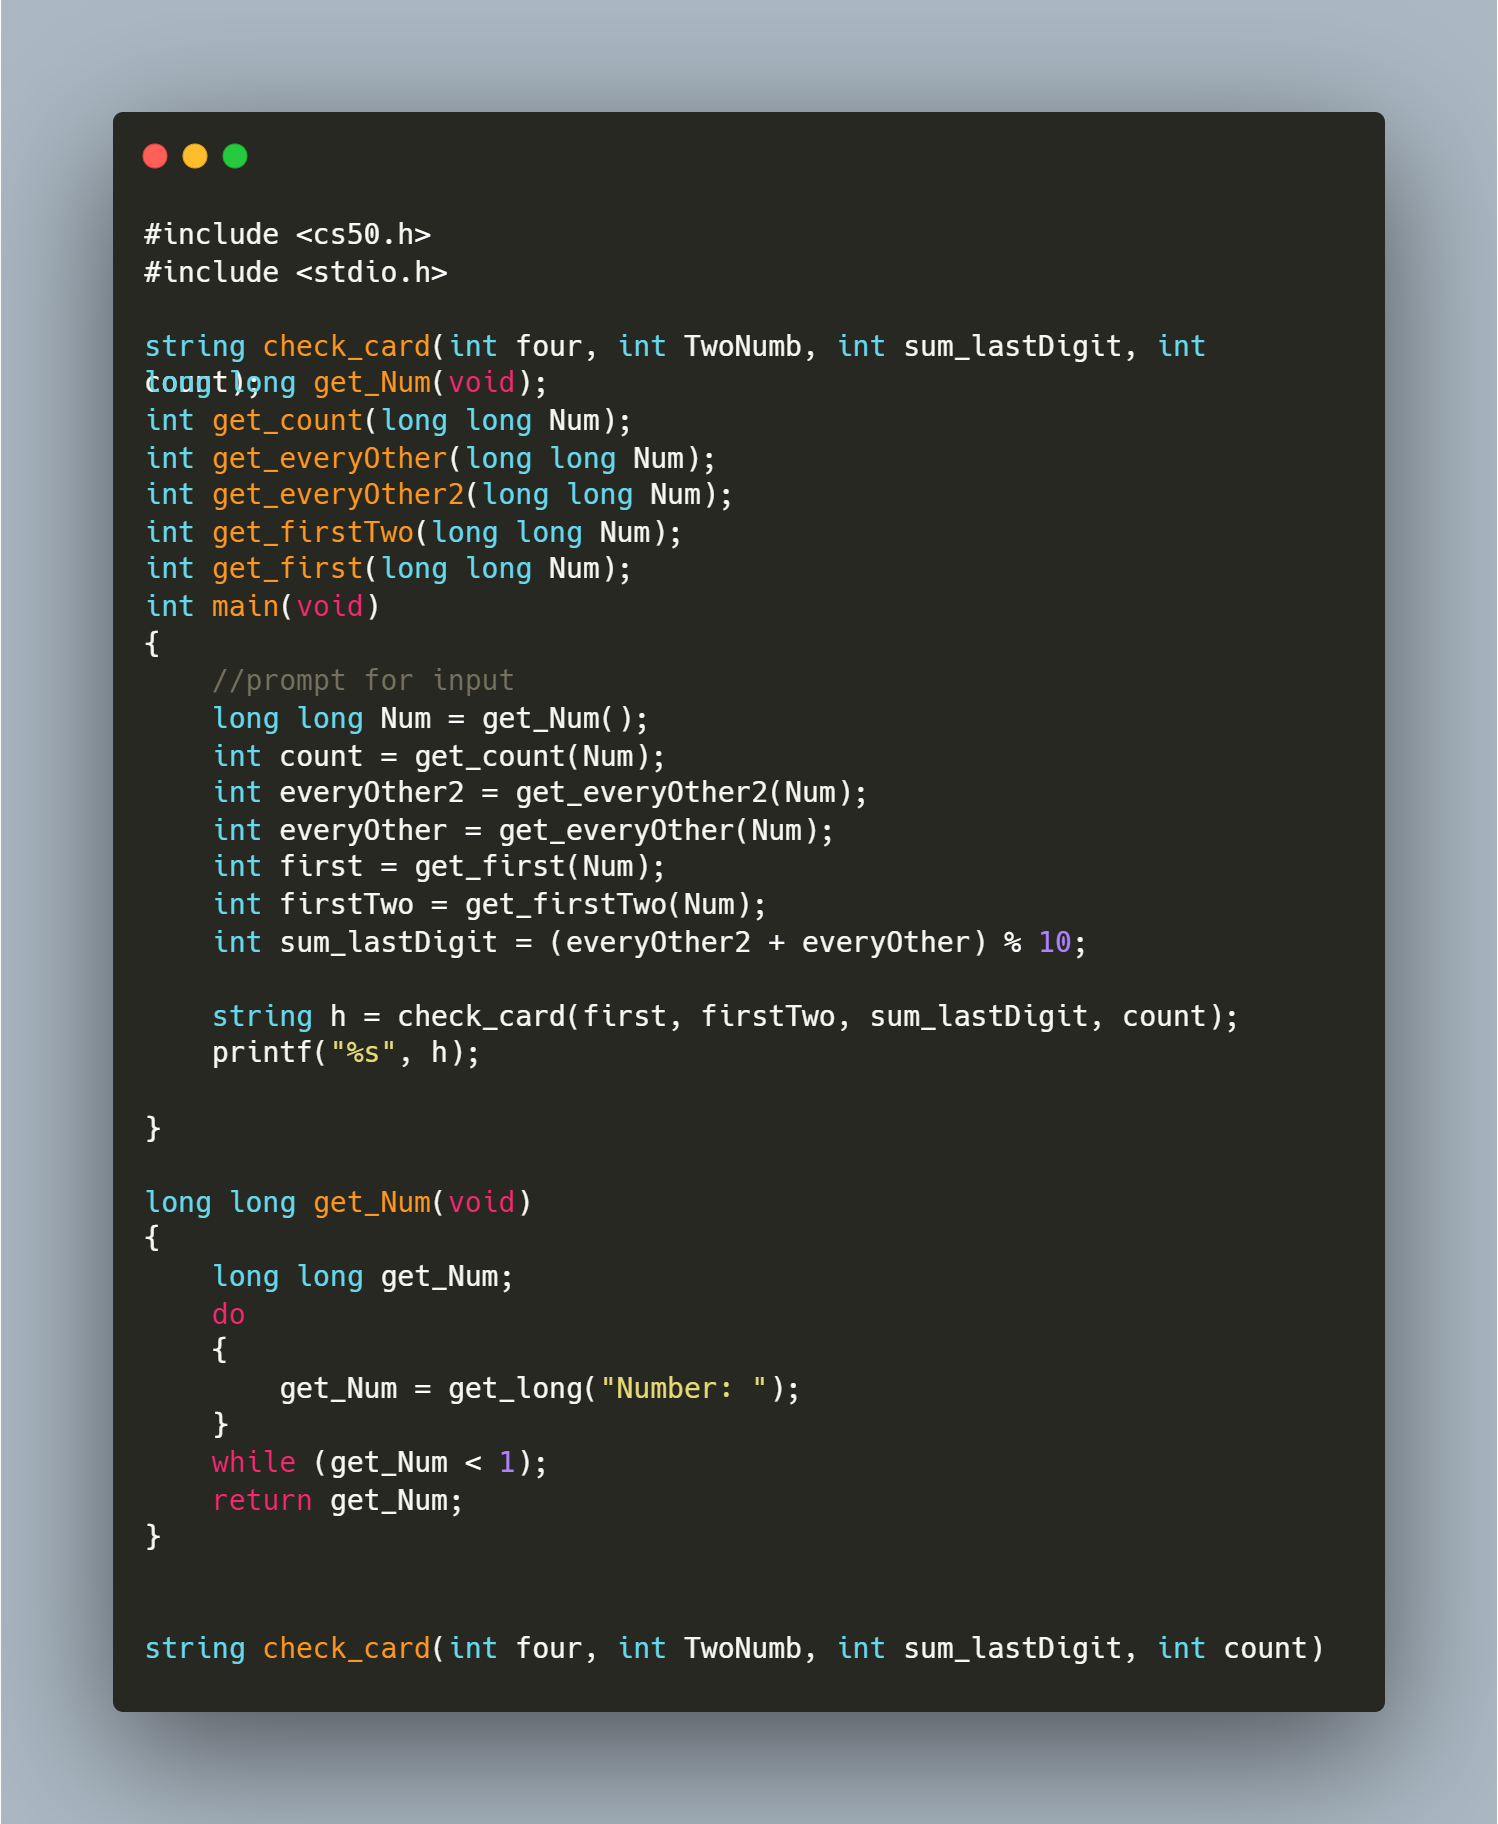 #include <cs50.h>
#include <stdio.h>
string check_card(int four, int TwoNumb, int sum_lastDigit, int
count);
long long get_Num(void);
int get_count(long long Num);
int get_everyOther(long long Num);
int get_everyOther2(long long Num);
int get_firstTwo(long long Num);
int get_first(long long Num);
int main(void)
{
    //prompt for input
    long long Num = get_Num();
    int count = get_count(Num);
    int everyOther2 = get_everyOther2(Num);
    int everyOther = get_everyOther(Num);
    int first = get_first(Num);
    int firstTwo = get_firstTwo(Num);
    int sum_lastDigit = (everyOther2 + everyOther) % 10;
    string h = check_card(first, firstTwo, sum_lastDigit, count);
    printf("%s", h);
}
long long get_Num(void)
{
    long long get_Num;
    do
    {
        get_Num = get_long("Number: ");
    }
    while (get_Num < 1);
    return get_Num;
}
string check_card(int four, int TwoNumb, int sum_lastDigit, int count)